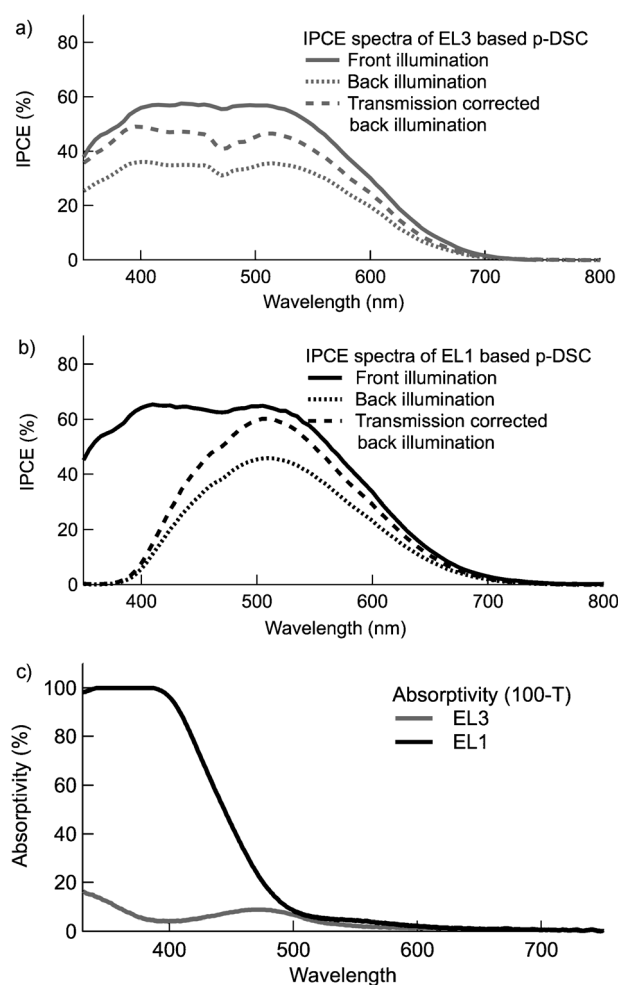 a)
IPCE spectra of EL3 based p-DSC
Front illumination
Back illumination
Transmission corrected
back illumination
IPCE (%)
80
60
40
20
0
400
500
600
700
800
Wavelength (nm)
b)
IPCE spectra of EL1 based p-DSC
Front illumination
Back illumination
Transmission corrected
back illumination
IPCE (%)
80
60
40
20
0
400
500
600
700
800
Wavelength (nm)
c)
Absorptivity (100-T)
EL3
EL1
Absorptivity (%)
100
80
60
40
20
0
400
500
600
700
Wavelength